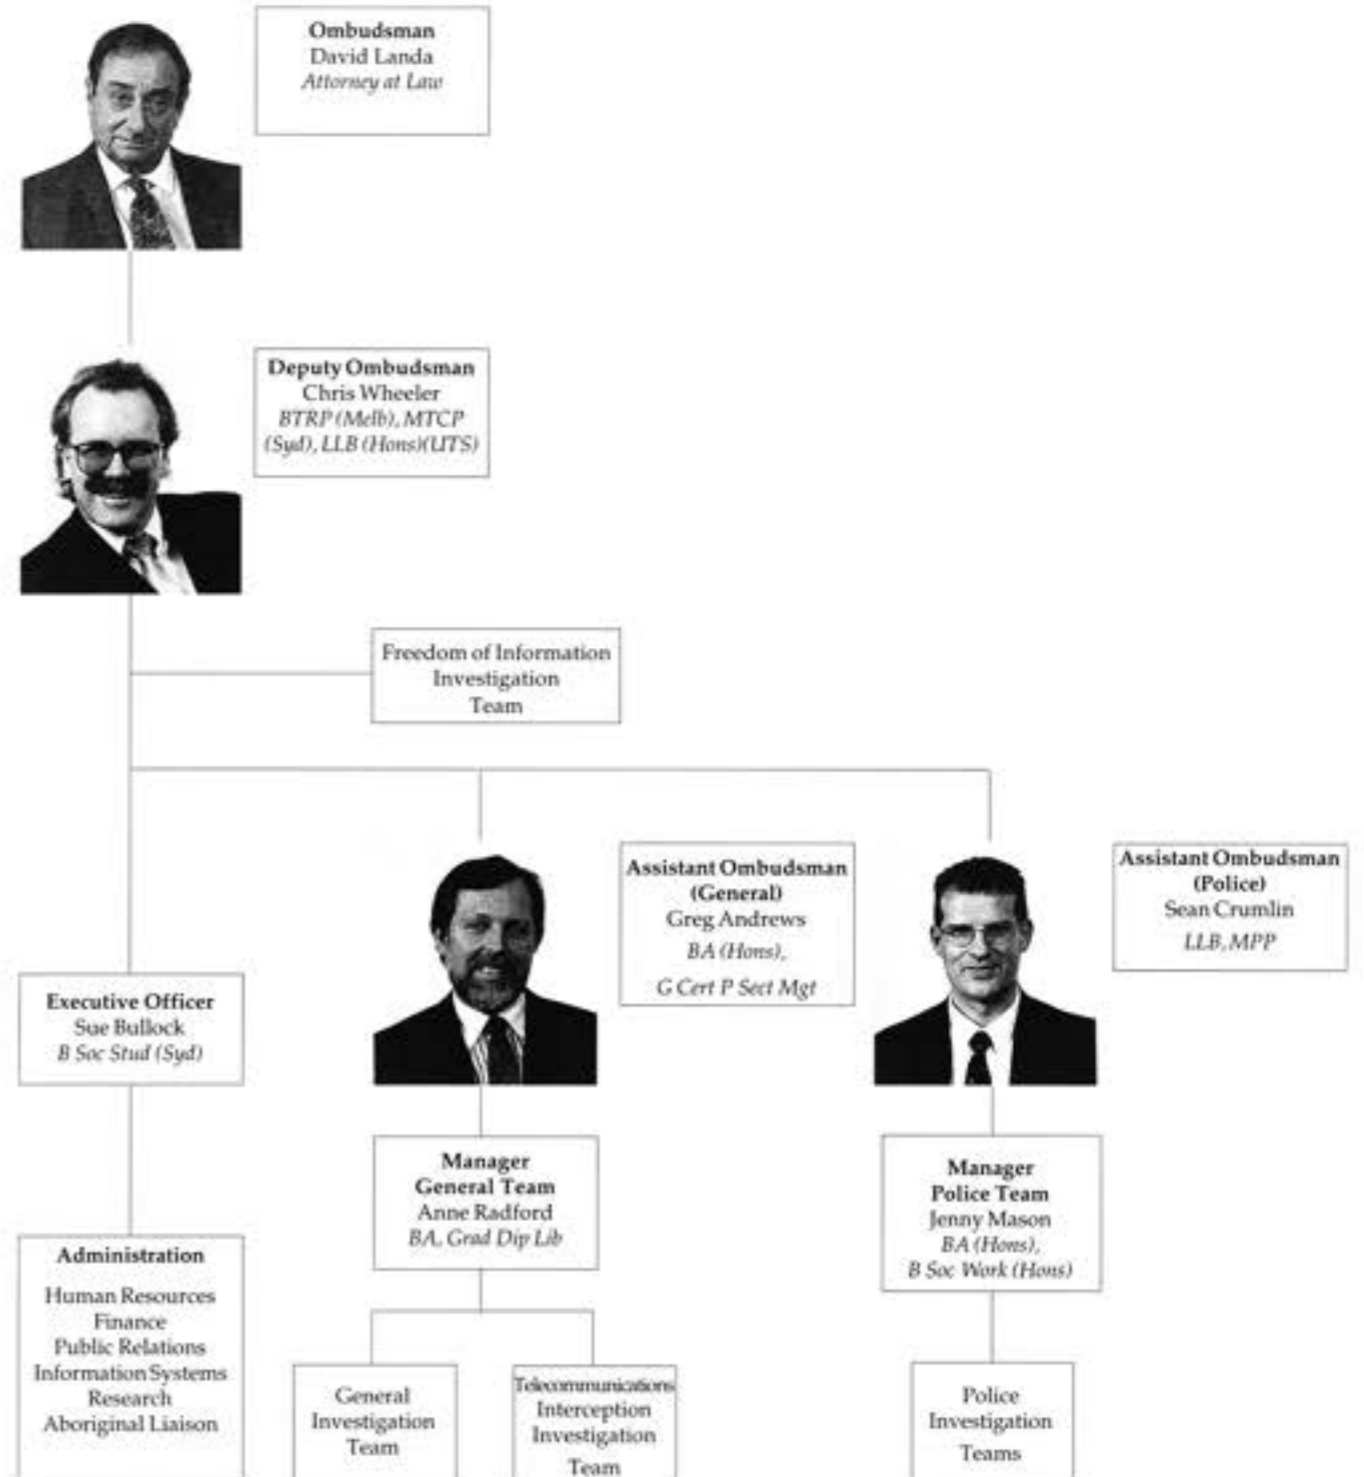 Ombudsman
David Landa
Attorney at Law
Deputy Ombudsman
Chris Wheeler
BTRP (Melb), MTCP
(Syd), LLB (Hons)(UTS)
Freedom of Information
Investigation
Team
Assistant Ombudsman
(General)
Greg Andrews
BA (Hons),
G Cert P Sect Mgt
Assistant Ombudsman
(Police)
Sean Crumlin
LLB, MPP
Executive Officer
Sue Bullock
B Soc Stud (Syd)
Manager
General Team
Anne Radford
BA, Grad Dip Lib
Manager
Police Team
Jenny Mason
BA (Hons),
B Soc Work (Hons)
Administration
Human Resources
Finance
Public Relations
Information Systems
Research
Aboriginal Liaison
General
Investigation
Team
Telecommunications
Interception
Investigation
Team
Police
Investigation
Teams